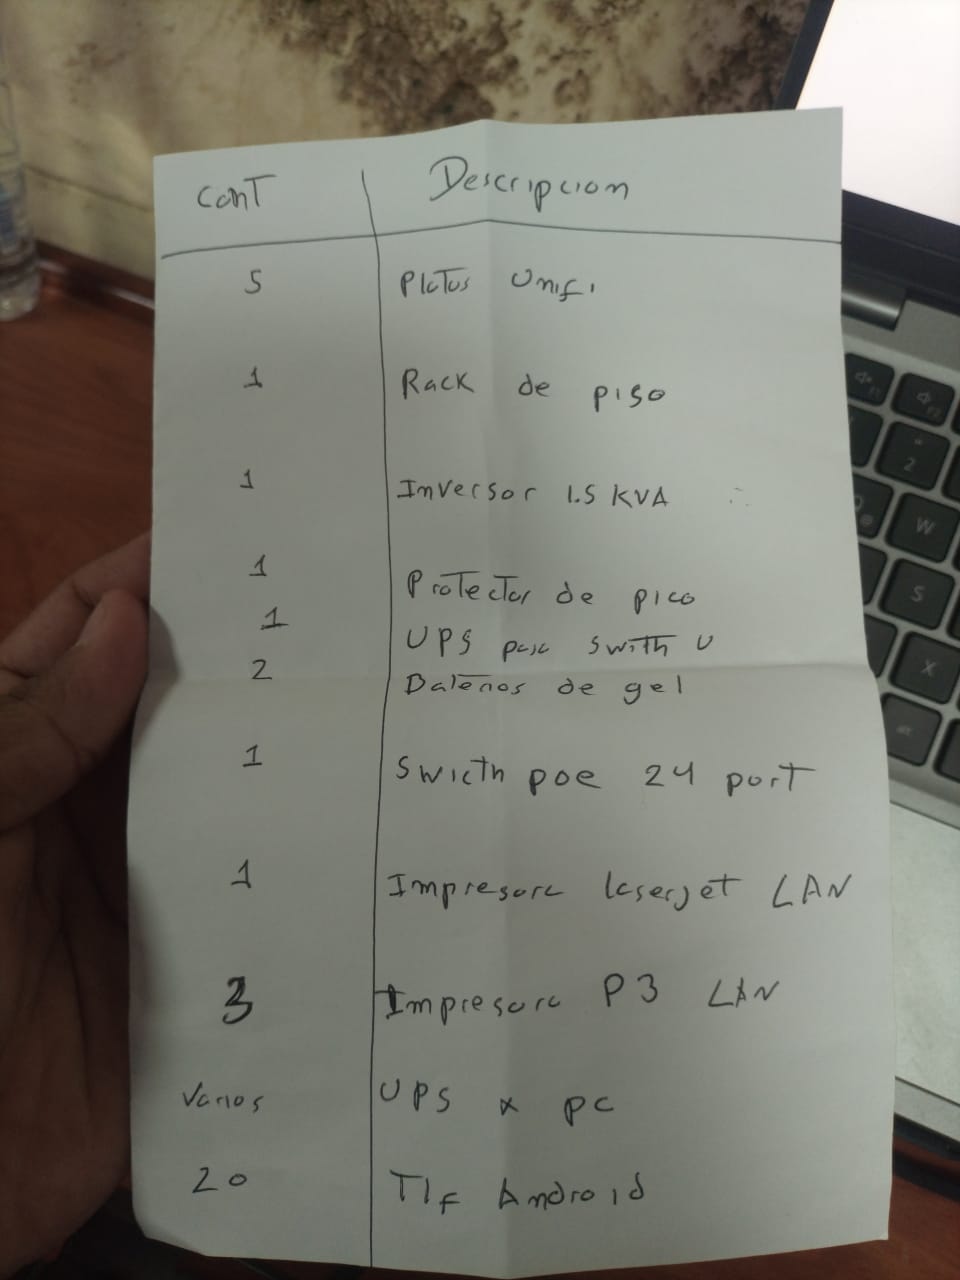 CanT Descripcion
5 Platos Unifi
1 Rack de piso
1 Inversor 1.5 KVA
1 Protector de pico
1 UPS para swith U
2 Baterias de gel
1 Swicth poe 24 port
1 Impresora laserjet LAN
3 Impresora P3 LAN
Varios UPS x pc
20 Tlf Android